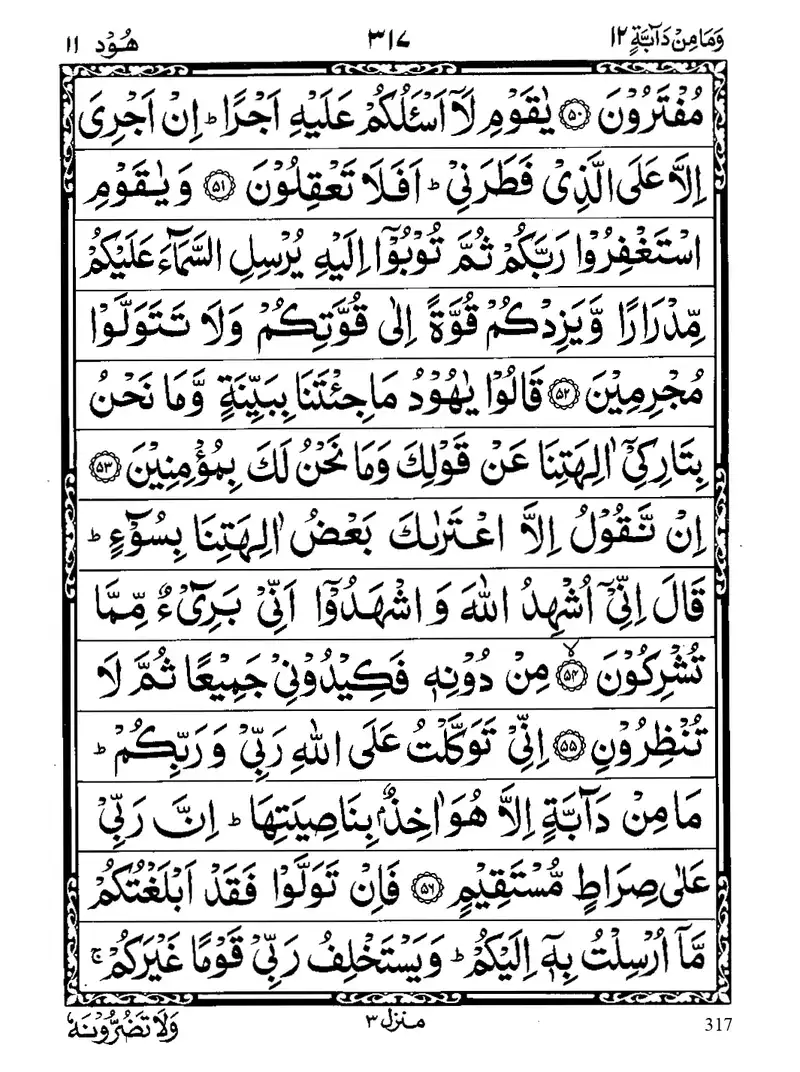 وَمَا مِنْ دَآبَّةٍ ١٢ ٣١٧ هُوْد ١١
مُفْتَرُوْنَ ۝٥٠ يٰقَوْمِ لَآ اَسْـَٔلُكُمْ عَلَيْهِ اَجْرًا ؕ اِنْ اَجْرِيَ
اِلَّا عَلَى الَّذِيْ فَطَرَنِيْ ؕ اَفَلَا تَعْقِلُوْنَ ۝٥١ وَ يٰقَوْمِ
اسْتَغْفِرُوْا رَبَّكُمْ ثُمَّ تُوْبُوْٓا اِلَيْهِ يُرْسِلِ السَّمَآءَ عَلَيْكُمْ
مِّدْرَارًا وَّيَزِدْكُمْ قُوَّةً اِلٰى قُوَّتِكُمْ وَلَا تَتَوَلَّوْا
مُجْرِمِيْنَ ۝٥٢ قَالُوْا يٰهُوْدُ مَا جِئْتَنَا بِبَيِّنَةٍ وَّمَا نَحْنُ
بِتَارِكِيْٓ اٰلِهَتِنَا عَنْ قَوْلِكَ وَمَا نَحْنُ لَكَ بِمُؤْمِنِيْنَ ۝٥٣
اِنْ نَّقُوْلُ اِلَّا اعْتَرٰىكَ بَعْضُ اٰلِهَتِنَا بِسُوْٓءٍ ؕ
قَالَ اِنِّيْٓ اُشْهِدُ اللّٰهَ وَ اشْهَدُوْٓا اَنِّيْ بَرِيْٓءٌ مِّمَّا
تُشْرِكُوْنَ ۝٥٤ۙ مِنْ دُوْنِهٖ فَكِيْدُوْنِيْ جَمِيْعًا ثُمَّ لَا
تُنْظِرُوْنِ ۝٥٥ اِنِّيْ تَوَكَّلْتُ عَلَى اللّٰهِ رَبِّيْ وَ رَبِّكُمْ ؕ
مَا مِنْ دَآبَّةٍ اِلَّا هُوَ اٰخِذٌۢ بِنَاصِيَتِهَا ؕ اِنَّ رَبِّيْ
عَلٰى صِرَاطٍ مُّسْتَقِيْمٍ ۝٥٦ فَاِنْ تَوَلَّوْا فَقَدْ اَبْلَغْتُكُمْ
مَّآ اُرْسِلْتُ بِهٖٓ اِلَيْكُمْ ؕ وَيَسْتَخْلِفُ رَبِّيْ قَوْمًا غَيْرَكُمْ ۚ
وَلَا تَضُرُّوْنَهٗ منزل ٣ 317